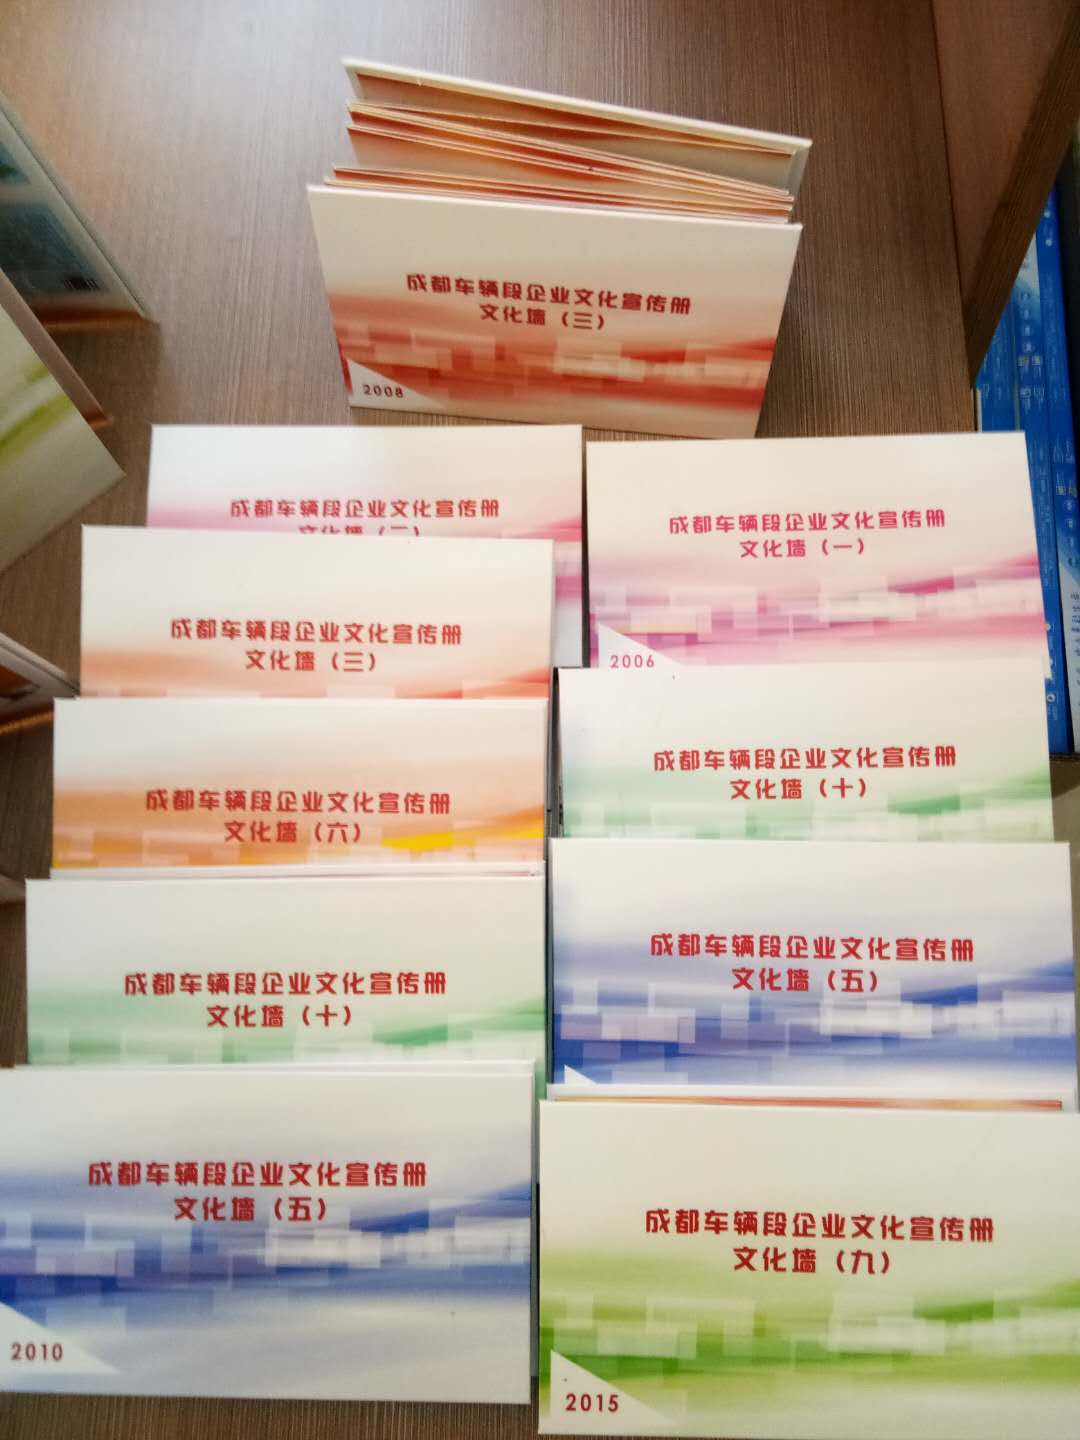 成都车辆段企业文化宣传册
文化墙（三）
2008
成都车辆段企业文化宣传册
文化墙（二）
成都车辆段企业文化宣传册
文化墙（一）
2006
成都车辆段企业文化宣传册
文化墙（三）
成都车辆段企业文化宣传册
文化墙（十）
成都车辆段企业文化宣传册
文化墙（六）
成都车辆段企业文化宣传册
文化墙（五）
成都车辆段企业文化宣传册
文化墙（十）
成都车辆段企业文化宣传册
文化墙（五）
2010
成都车辆段企业文化宣传册
文化墙（九）
2015